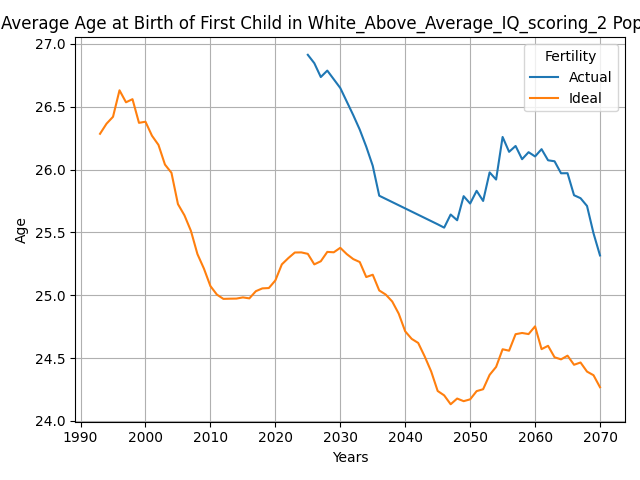 Average Age at Birth of First Child in White_Above_Average_IQ_scoring_2 Pop
27.0
26.5
26.0
25.5
25.0
24.5
24.0
Age
Fertility
Actual
Ideal
1990 2000 2010 2020 2030 2040 2050 2060 2070
Years